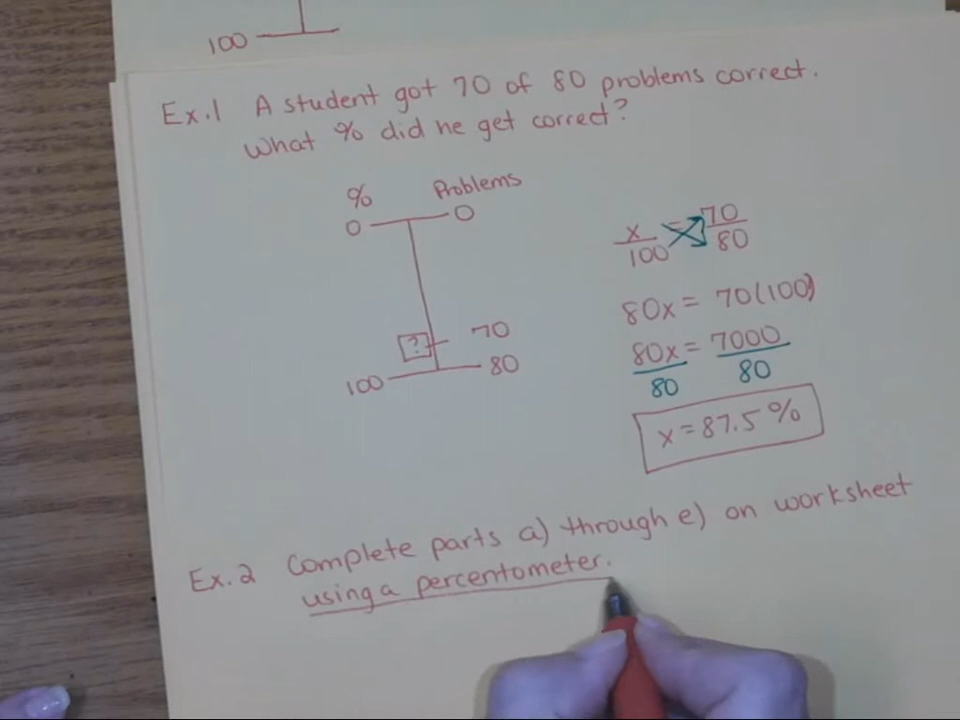 100
Ex.1 A student got 70 of 80 problems correct.
What % did he get correct?
% Problems
0 0
? 70
100 80
x/100 = 70/80
80x = 70(100)
80x/80 = 7000/80
x = 87.5%
Ex.2 Complete parts a) through e) on worksheet
using a percentometer.